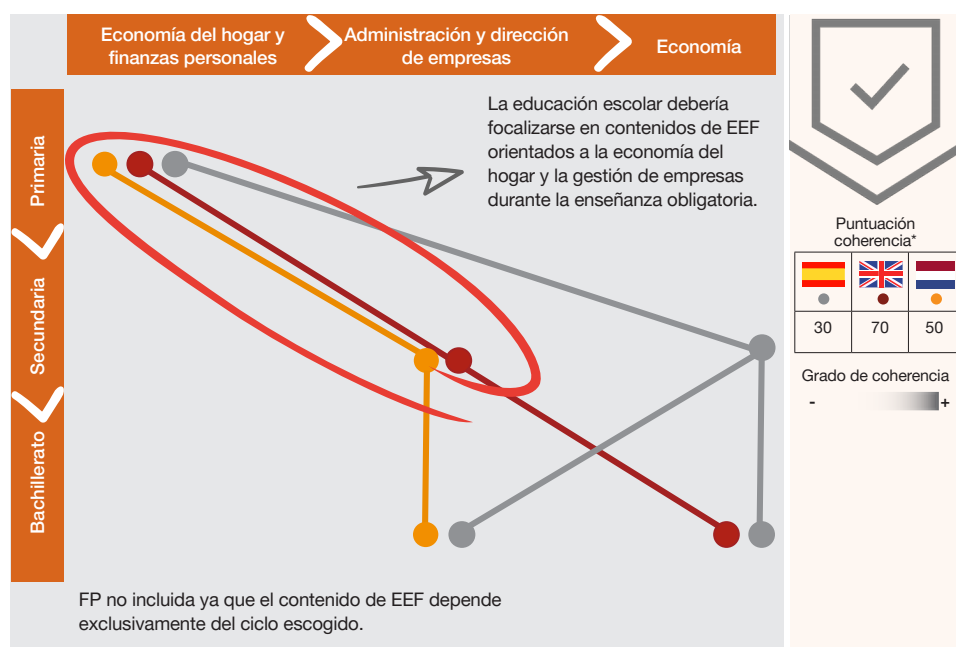 Economía del hogar y
finanzas personales
Administración y dirección
de empresas
Economía
Primaria
Secundaria
Bachillerato
La educación escolar debería
focalizarse en contenidos de EEF
orientados a la economía del
hogar y la gestión de empresas
durante la enseñanza obligatoria.
FP no incluida ya que el contenido de EEF depende
exclusivamente del ciclo escogido.
Puntuación
coherencia*
30 70 50
Grado de coherencia
- +